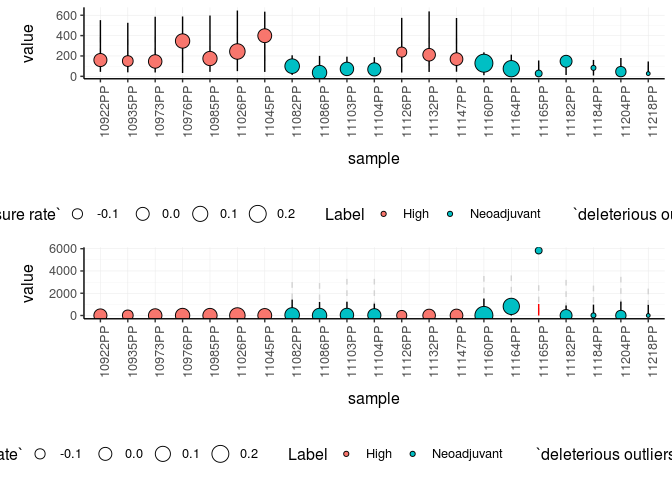 600
400
200
0
value
10922PP 10935PP 10973PP 10976PP 10985PP 11026PP 11045PP 11082PP 11086PP 11103PP 11104PP 11126PP 11132PP 11147PP 11160PP 11164PP 11165PP 11182PP 11184PP 11204PP 11218PP
sample
sure rate` -0.1 0.0 0.1 0.2 Label High Neoadjuvant `deleterious ou
6000
4000
2000
0
value
10922PP 10935PP 10973PP 10976PP 10985PP 11026PP 11045PP 11082PP 11086PP 11103PP 11104PP 11126PP 11132PP 11147PP 11160PP 11164PP 11165PP 11182PP 11184PP 11204PP 11218PP
sample
ate` -0.1 0.0 0.1 0.2 Label High Neoadjuvant `deleterious outliers